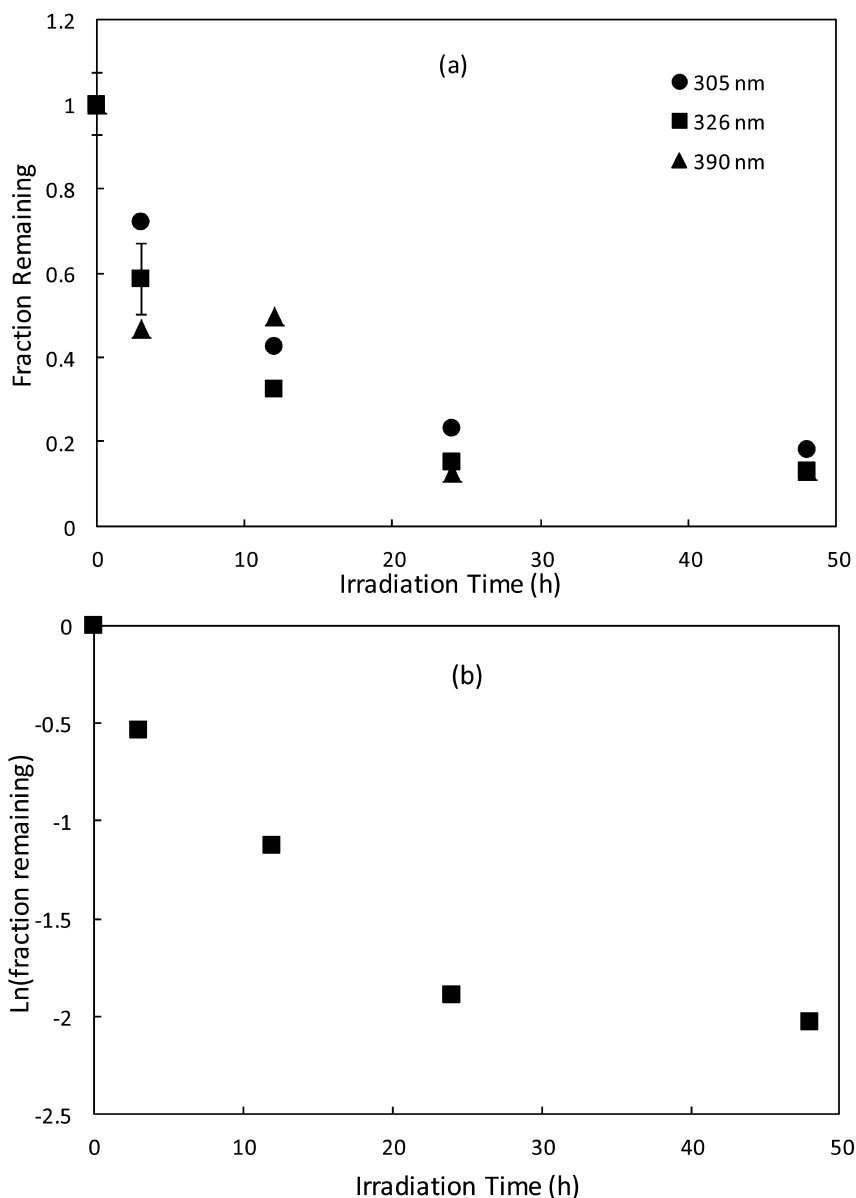 1.2
(a)
305 nm
1
326 nm
390 nm
0.8
Fraction Remaining
0.6
0.4
0.2
0
0 10 20 30 40 50
Irradiation Time (h)
0
(b)
-0.5
-1
Ln(fraction remaining)
-1.5
-2
-2.5
0 10 20 30 40 50
Irradiation Time (h)